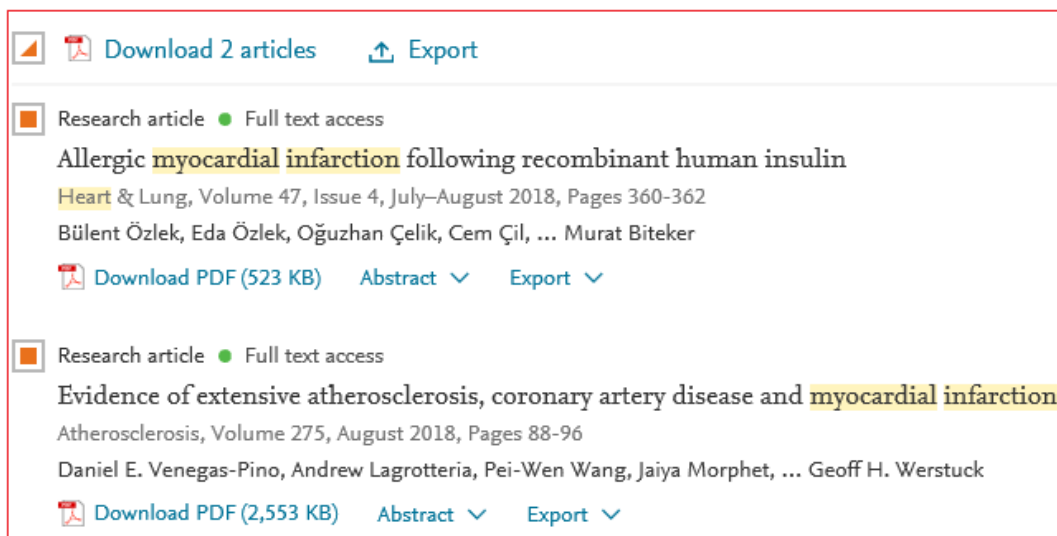 Download 2 articles Export
Research article Full text access
Allergic myocardial infarction following recombinant human insulin
Heart & Lung, Volume 47, Issue 4, July–August 2018, Pages 360-362
Bülent Özlek, Eda Özlek, Oğuzhan Çelik, Cem Çil, ... Murat Biteker
Download PDF (523 KB) Abstract Export
Research article Full text access
Evidence of extensive atherosclerosis, coronary artery disease and myocardial infarction
Atherosclerosis, Volume 275, August 2018, Pages 88-96
Daniel E. Venegas-Pino, Andrew Lagrotteria, Pei-Wen Wang, Jaiya Morphet, ... Geoff H. Werstuck
Download PDF (2,553 KB) Abstract Export